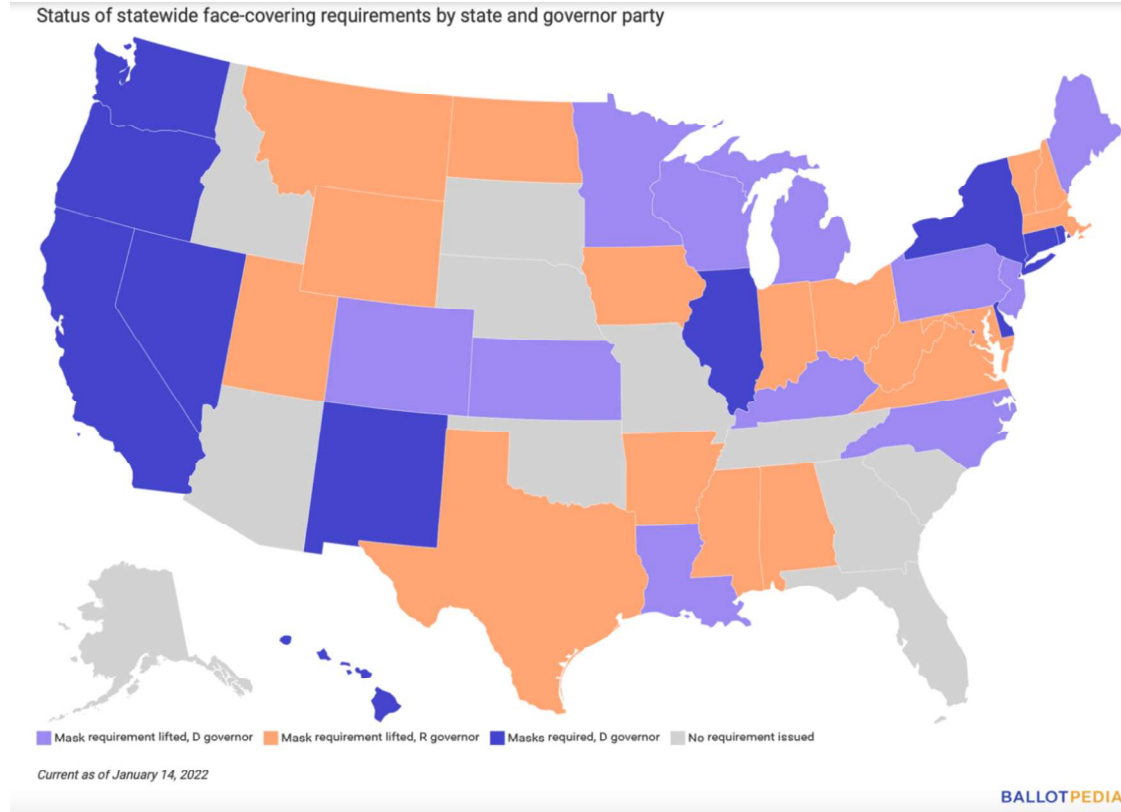 Status of statewide face-covering requirements by state and governor party
Mask requirement lifted, D governor Mask requirement lifted, R governor Masks required, D governor No requirement issued
Current as of January 14, 2022
BALLOTPEDIA